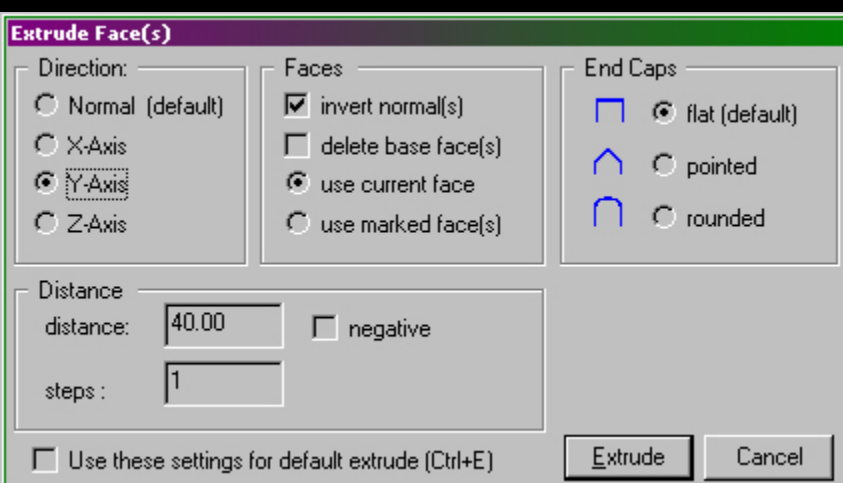 Extrude Face(s)
Direction:
Normal (default)
X-Axis
Y-Axis
Z-Axis
Faces
invert normal(s)
delete base face(s)
use current face
use marked face(s)
End Caps
flat (default)
pointed
rounded
Distance
distance: 40.00 negative
steps : 1
Use these settings for default extrude (Ctrl+E)
Extrude Cancel